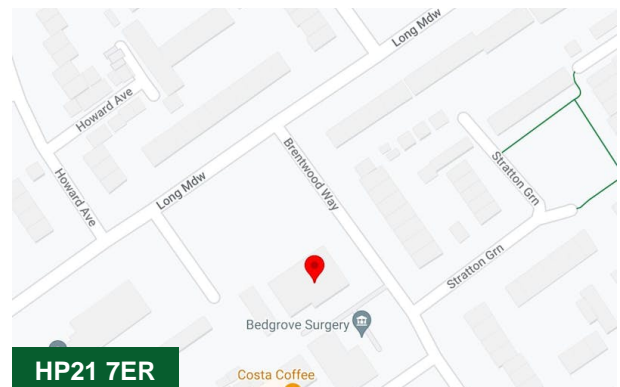 Long Mdw
Howard Ave
Howard Ave
Long Mdw
Brentwood Way
Stratton Grn
Stratton Grn
Bedgrove Surgery
Costa Coffee
HP21 7ER